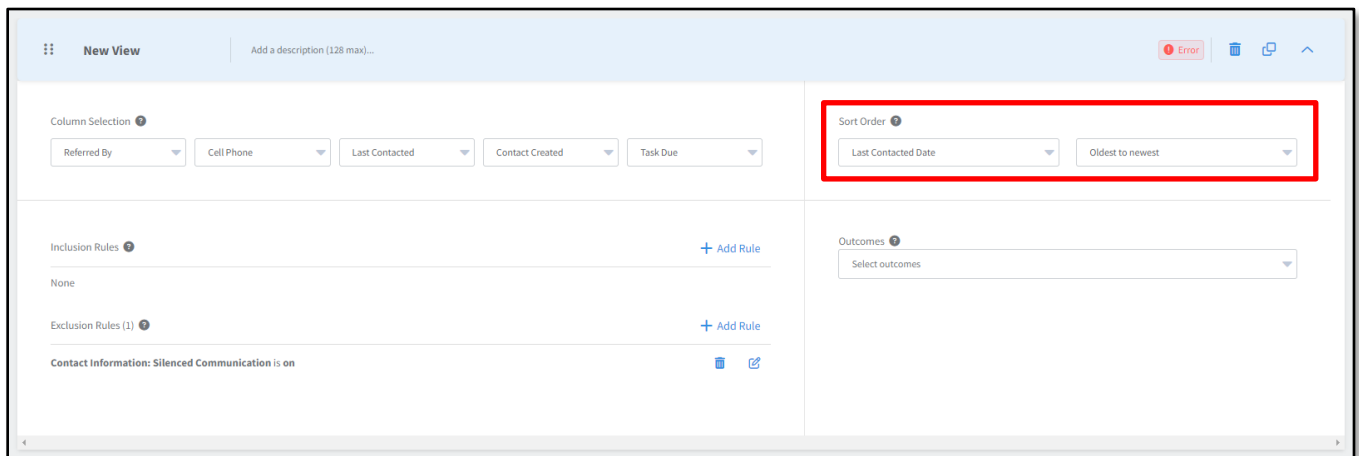 New View
Add a description (128 max)...
Error
Column Selection
Referred By
Cell Phone
Last Contacted
Contact Created
Task Due
Sort Order
Last Contacted Date
Oldest to newest
Inclusion Rules
+ Add Rule
None
Exclusion Rules (1)
+ Add Rule
Contact Information: Silenced Communication is on
Outcomes
Select outcomes